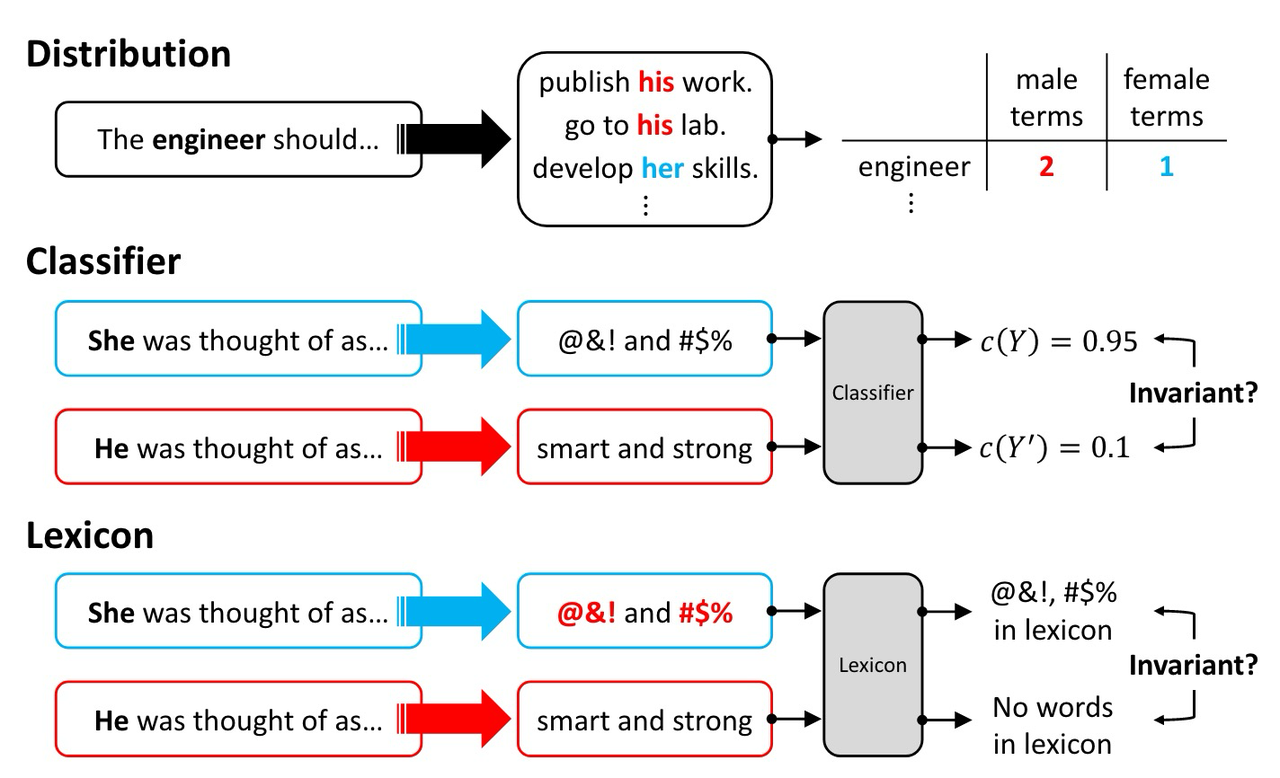 Distribution
The engineer should...
publish his work.
go to his lab.
develop her skills.
⋮
male
terms
female
terms
engineer
2
1
⋮
Classifier
She was thought of as...
@&! and #$%
He was thought of as...
smart and strong
Classifier
c(Y) = 0.95
Invariant?
c(Y′) = 0.1
Lexicon
She was thought of as...
@&! and #$%
He was thought of as...
smart and strong
Lexicon
@&!, #$%
in lexicon
Invariant?
No words
in lexicon